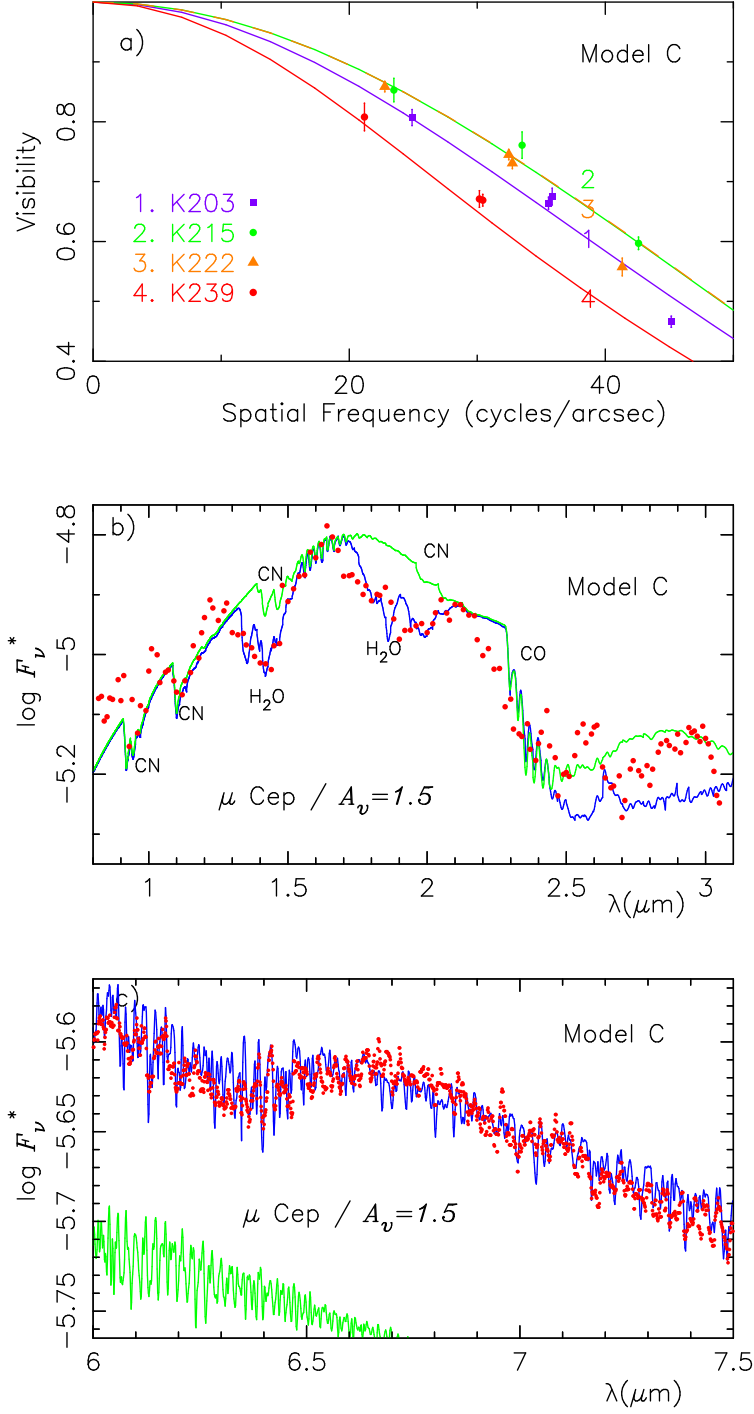 a)
Model C
Visibility
0.8
0.6
0.4
1. K203
2. K215
3. K222
4. K239
2
3
1
4
0
20
40
Spatial Frequency (cycles/arcsec)
b)
Model C
log Fν*
−4.8
−5
−5.2
CN
CN
H2O
H2O
CO
CN
CN
μ Cep / Av=1.5
1
1.5
2
2.5
3
λ(μm)
c)
Model C
log Fν*
−5.6
−5.65
−5.7
−5.75
μ Cep / Av=1.5
6
6.5
7
7.5
λ(μm)